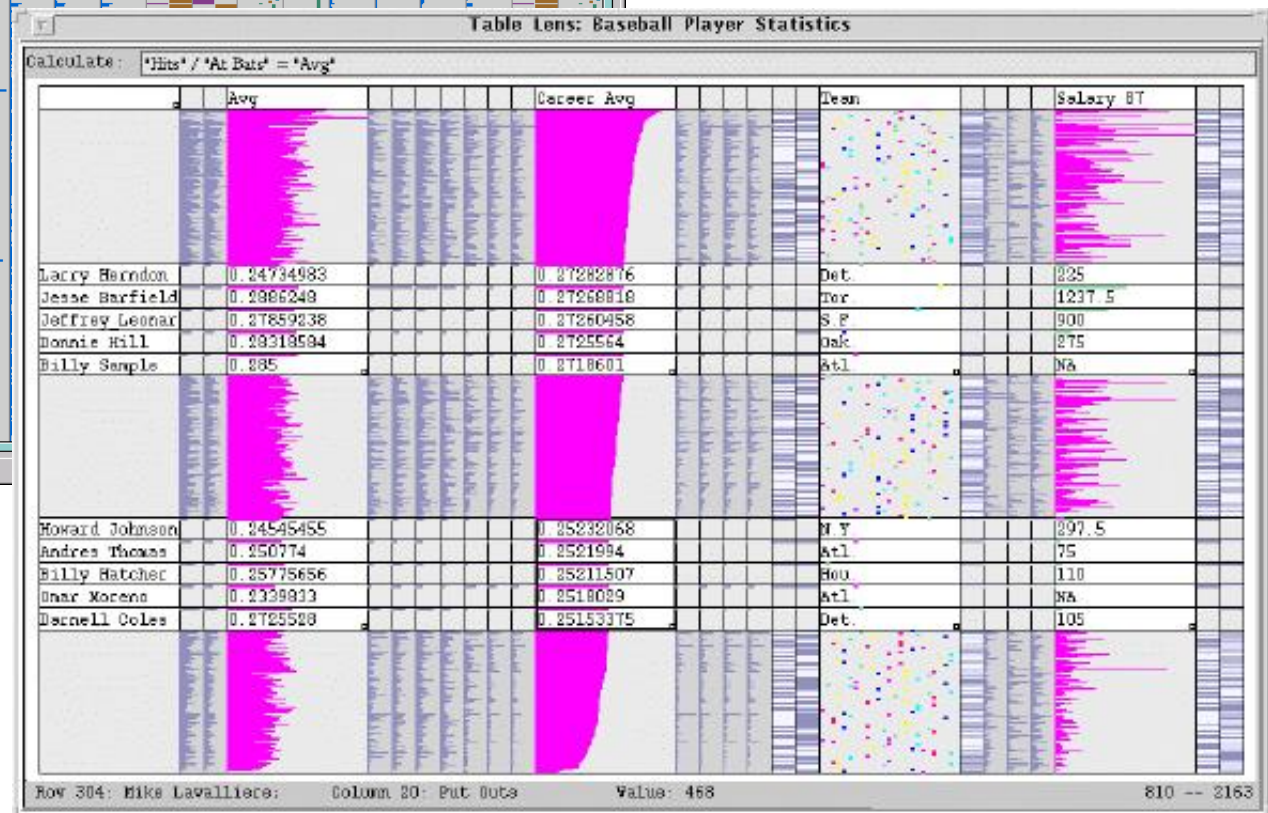 Table Lens: Baseball Player Statistics
Calculate: "Hits" / "At Bats" = "Avg"
Avg Career Avg Team Salary 87
Larry Herndon 0.24734983 0.27282876 Det. 225
Jesse Barfield 0.2886248 0.27268818 Tor. 1237.5
Jeffrey Leonar 0.27859238 0.27260458 S.F. 900
Donnie Hill 0.28318584 0.2725564 Oak. 275
Billy Sample 0.285 0.2718601 Atl. NA
Howard Johnson 0.24545455 0.25232068 N.Y. 297.5
Andres Thomas 0.250774 0.2521994 Atl. 75
Billy Hatcher 0.25775656 0.25211507 Hou. 110
Omar Moreno 0.2339833 0.2518029 Atl. NA
Darnell Coles 0.2725528 0.25153375 Det. 105
Row 304: Mike Lavalliere: Column 20: Put Outs Value: 468 810 -- 2163